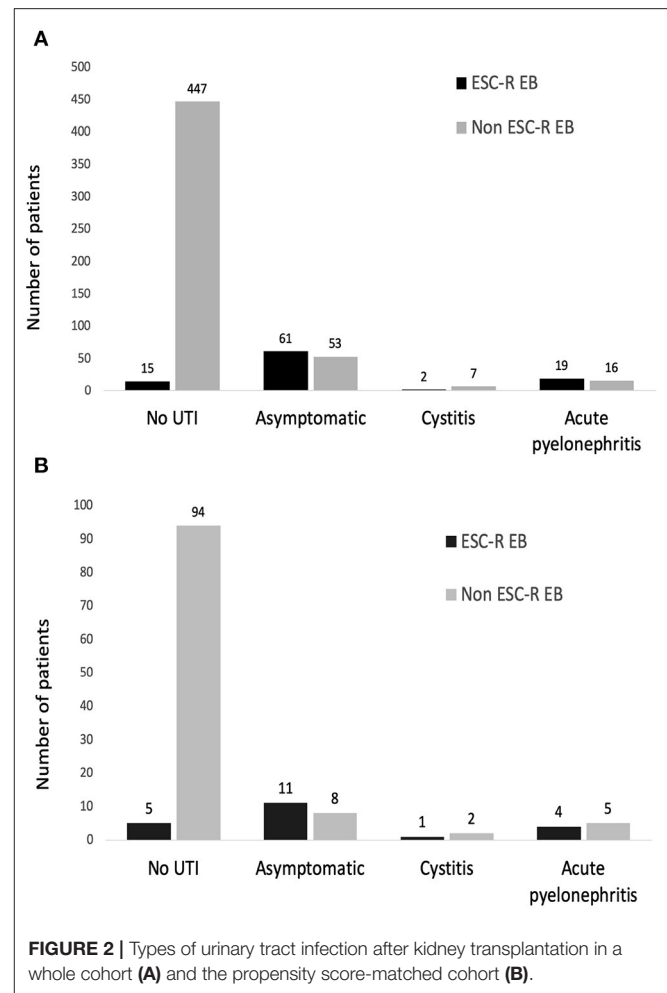 A
Number of patients
500
450
400
350
300
250
200
150
100
50
0
ESC-R EB
Non ESC-R EB
447
15
61
53
2
7
19
16
No UTI
Asymptomatic
Cystitis
Acute
pyelonephritis
B
Number of patients
100
90
80
70
60
50
40
30
20
10
0
ESC-R EB
Non ESC-R EB
94
5
11
8
1
2
4
5
No UTI
Asymptomatic
Cystitis
Acute
pyelonephritis
FIGURE 2 | Types of urinary tract infection after kidney transplantation in a
whole cohort (A) and the propensity score-matched cohort (B).